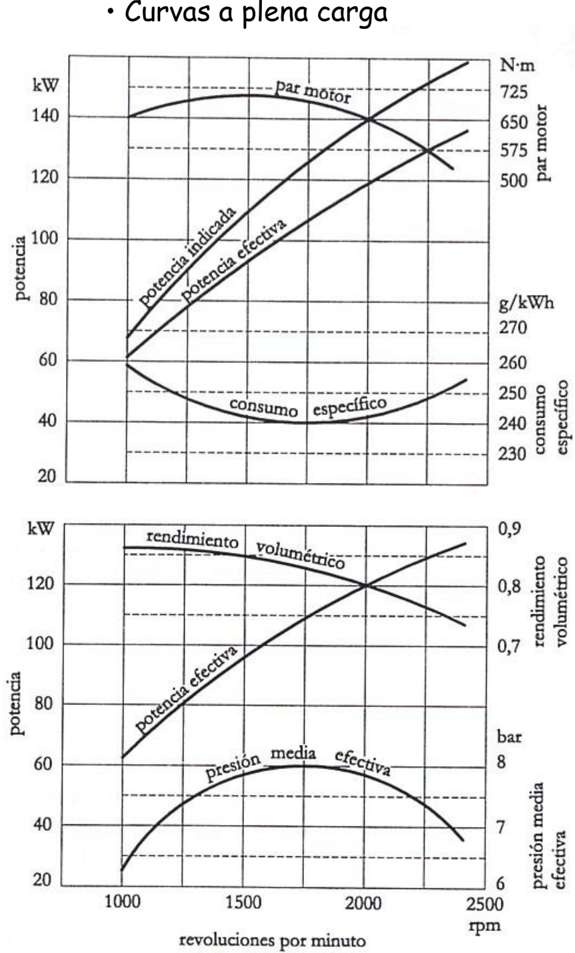 • Curvas a plena carga
kW
140
120
100
80
60
40
20
potencia
par motor
potencia indicada
potencia efectiva
consumo específico
N·m
725
650
575
500
par motor
g/kWh
270
260
250
240
230
consumo
específico
kW
120
100
80
60
40
20
potencia
rendimiento volumétrico
potencia efectiva
presión media efectiva
0,9
0,8
0,7
rendimiento
volumétrico
bar
8
7
6
presión media
efectiva
1000 1500 2000 2500
rpm
revoluciones por minuto